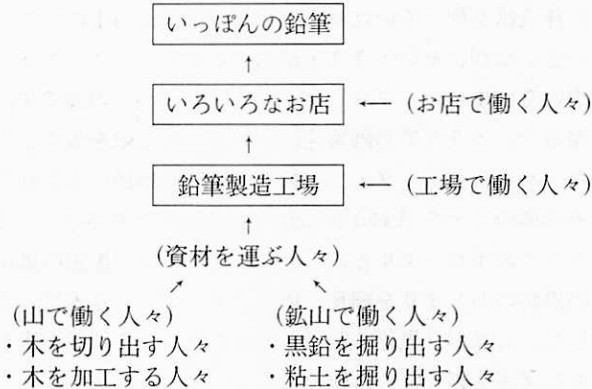 いっぽんの鉛筆
↑
いろいろなお店 ← (お店で働く人々)
↑
鉛筆製造工場 ← (工場で働く人々)
↑
(資材を運ぶ人々)
↗ ↖
(山で働く人々) (鉱山で働く人々)
・木を切り出す人々 ・黒鉛を掘り出す人々
・木を加工する人々 ・粘土を掘り出す人々